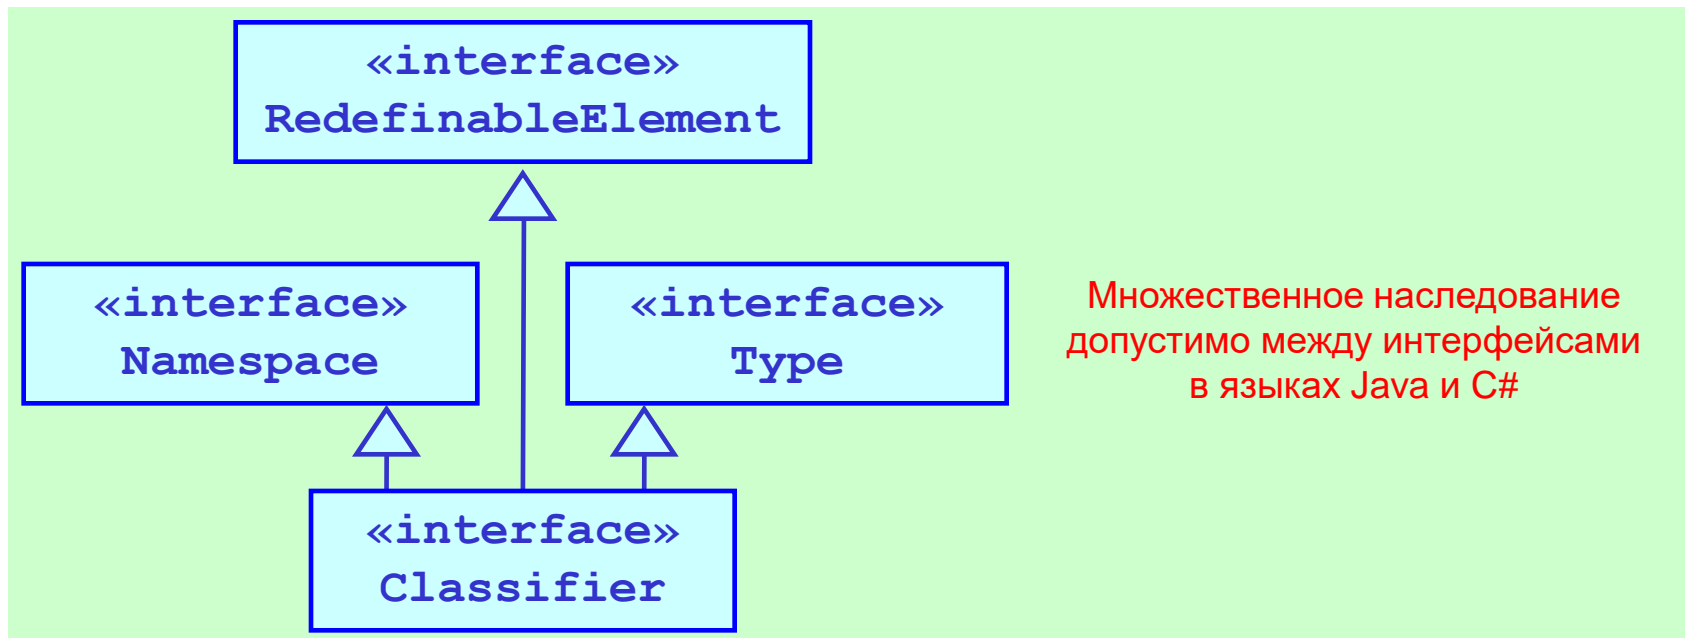 «interface»
RedefinableElement
«interface»
Namespace
«interface»
Type
Множественное наследование
допустимо между интерфейсами
в языках Java и C#
«interface»
Classifier